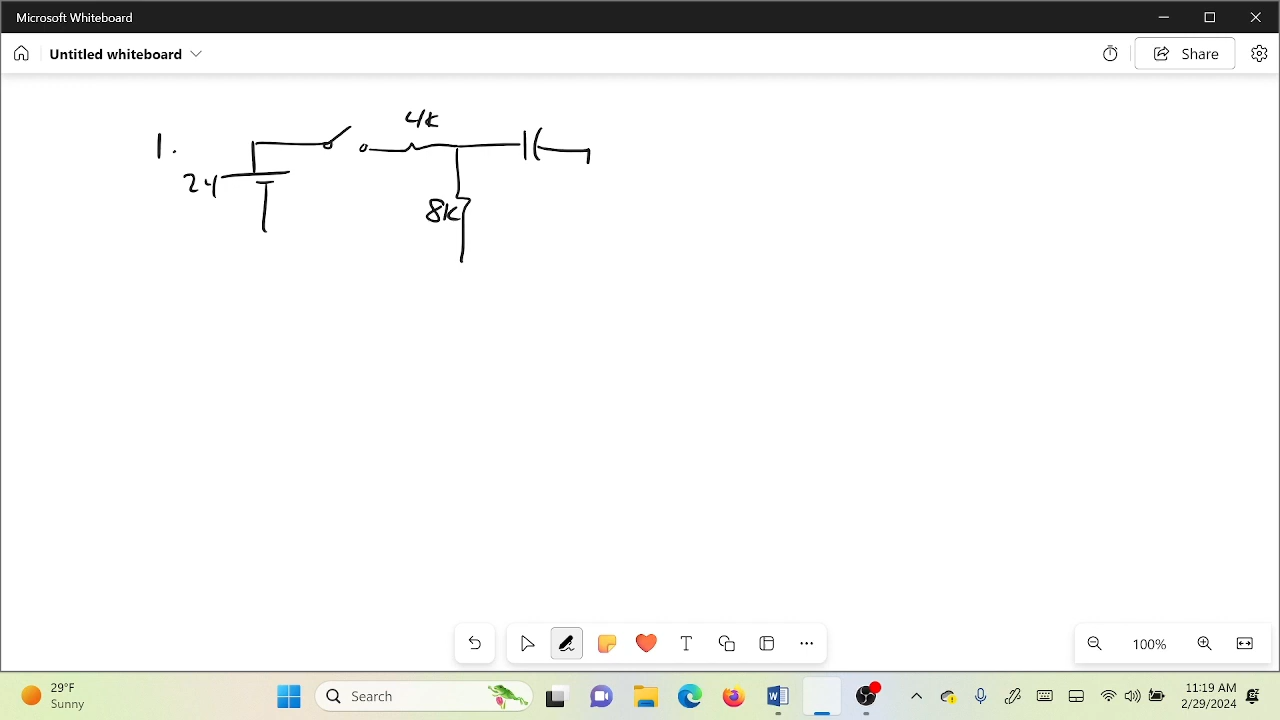 Microsoft Whiteboard
Untitled whiteboard
Share
1.
4K
24
8K
100%
29°F
Sunny
Search
11:19 AM
2/29/2024